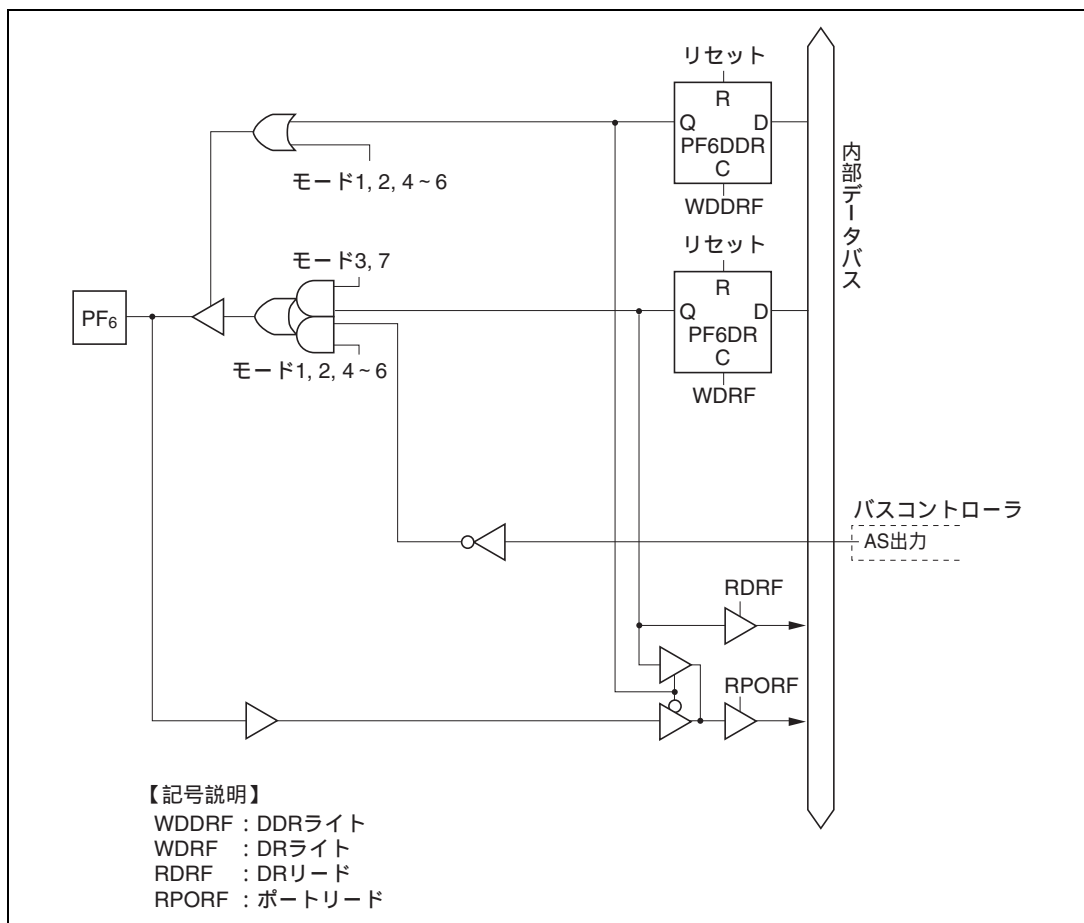 リセット
R
Q D
PF6DDR
C
WDDRF
モード1, 2, 4~6
内部データバス
リセット
R
Q D
PF6DR
C
WDRF
モード3, 7
PF6
モード1, 2, 4~6
バスコントローラ
AS出力
RDRF
RPORF
【記号説明】
WDDRF : DDRライト
WDRF : DRライト
RDRF : DRリード
RPORF : ポートリード